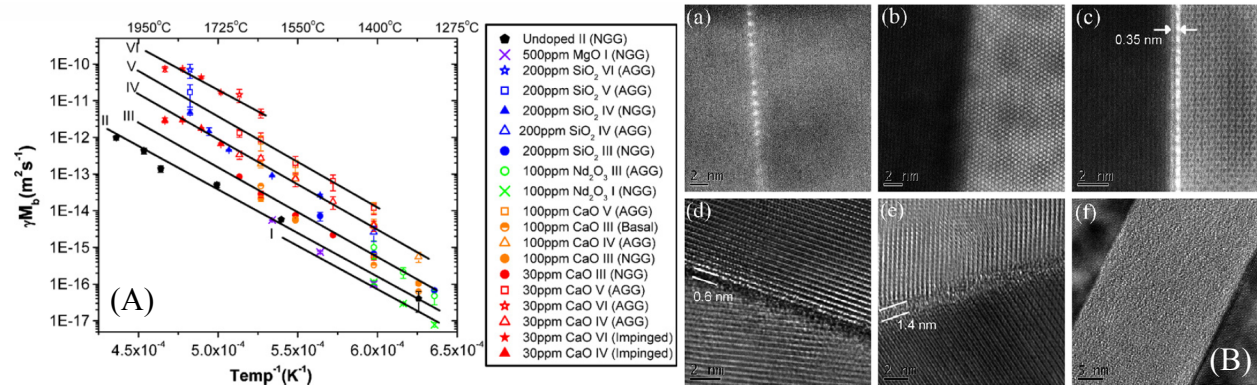 1950°C 1725°C 1550°C 1400°C 1275°C
γM_b (m²s⁻¹)
1E-10
1E-11
1E-12
1E-13
1E-14
1E-15
1E-16
1E-17
VI
V
IV
III
II
I
(A)
4.5x10⁻⁴ 5.0x10⁻⁴ 5.5x10⁻⁴ 6.0x10⁻⁴ 6.5x10⁻⁴
Temp⁻¹(K⁻¹)
Undoped II (NGG)
500ppm MgO I (NGG)
200ppm SiO₂ VI (AGG)
200ppm SiO₂ V (AGG)
200ppm SiO₂ IV (NGG)
200ppm SiO₂ IV (AGG)
200ppm SiO₂ III (NGG)
100ppm Nd₂O₃ III (AGG)
100ppm Nd₂O₃ I (NGG)
100ppm CaO V (AGG)
100ppm CaO III (Basal)
100ppm CaO IV (AGG)
100ppm CaO III (NGG)
30ppm CaO III (NGG)
30ppm CaO V (AGG)
30ppm CaO VI (AGG)
30ppm CaO IV (AGG)
30ppm CaO VI (Impinged)
30ppm CaO IV (Impinged)
(a)
2 nm
(b)
2 nm
(c)
0.35 nm
2 nm
(d)
0.6 nm
2 nm
(e)
1.4 nm
2 nm
(f)
5 nm
(B)